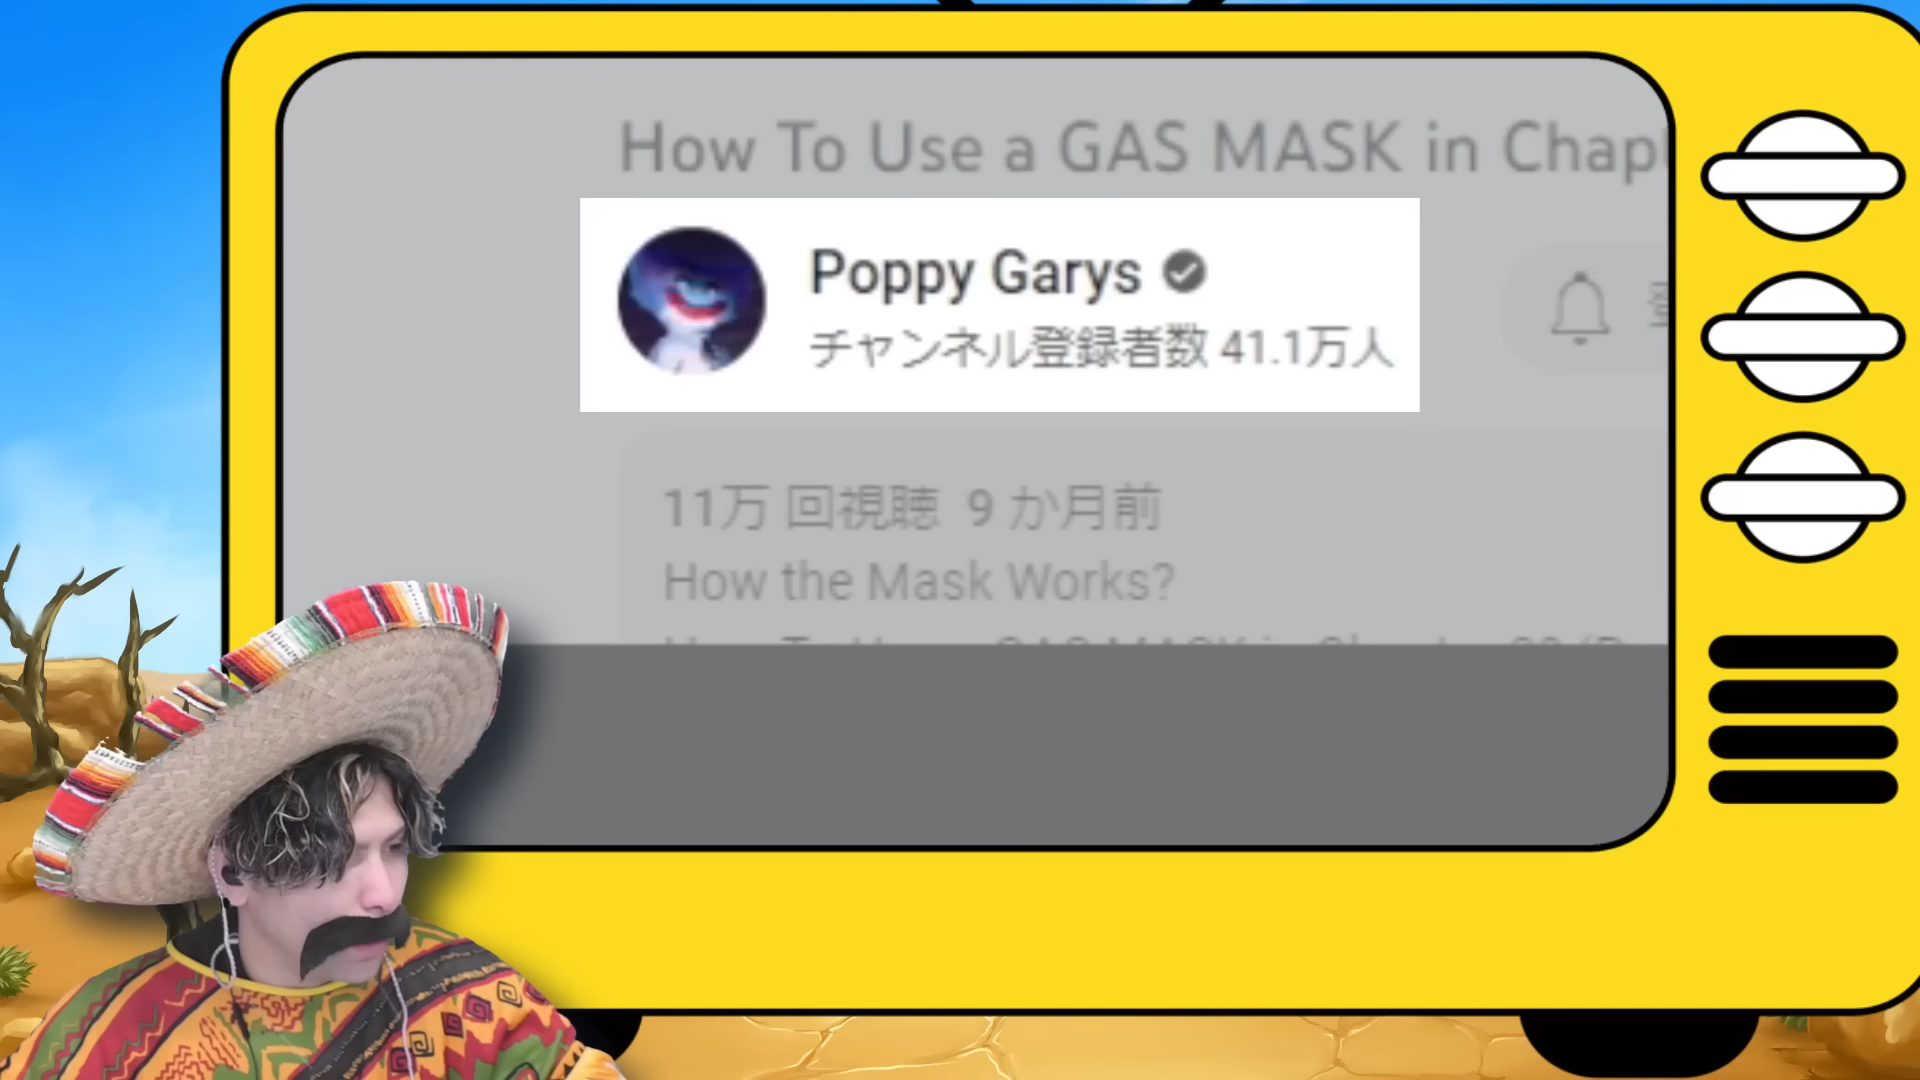 How To Use a GAS MASK in Chapt
Poppy Garys
チャンネル登録者数 41.1万人
11万 回視聴 9 か月前
How the Mask Works?